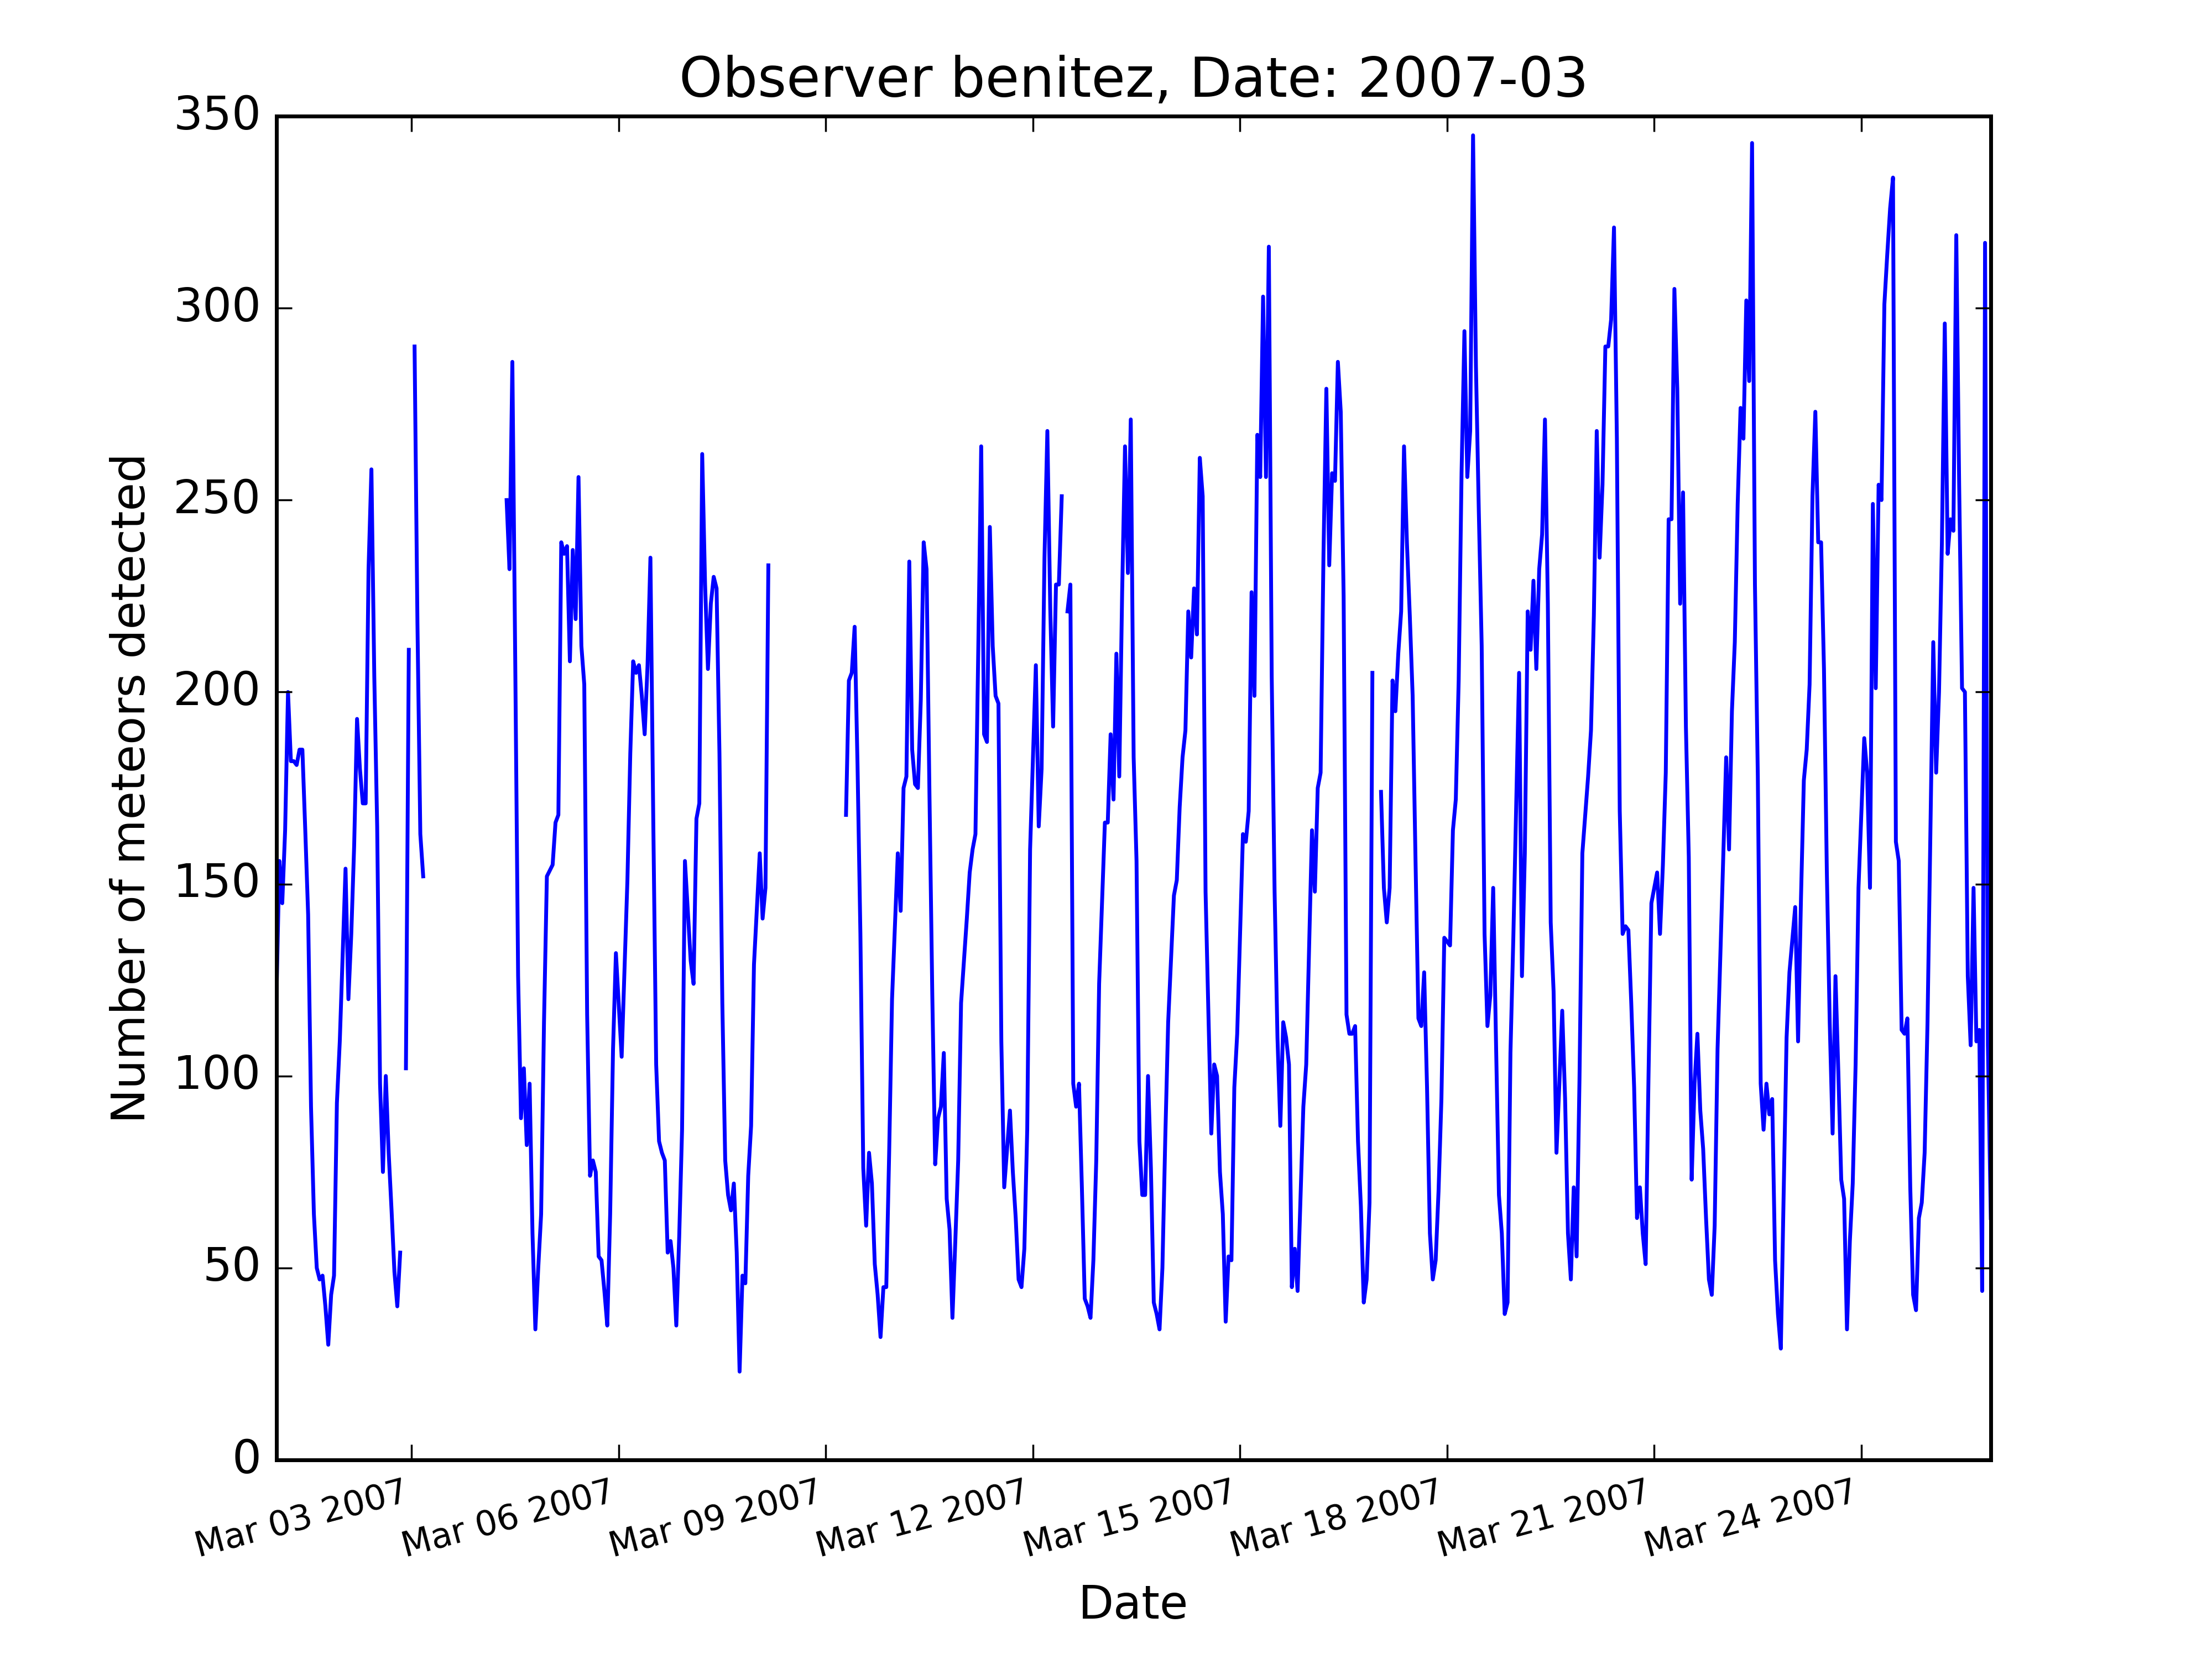 Observer benitez, Date: 2007-03
Number of meteors detected
350
300
250
200
150
100
50
0
Mar 03 2007
Mar 06 2007
Mar 09 2007
Mar 12 2007
Mar 15 2007
Mar 18 2007
Mar 21 2007
Mar 24 2007
Date